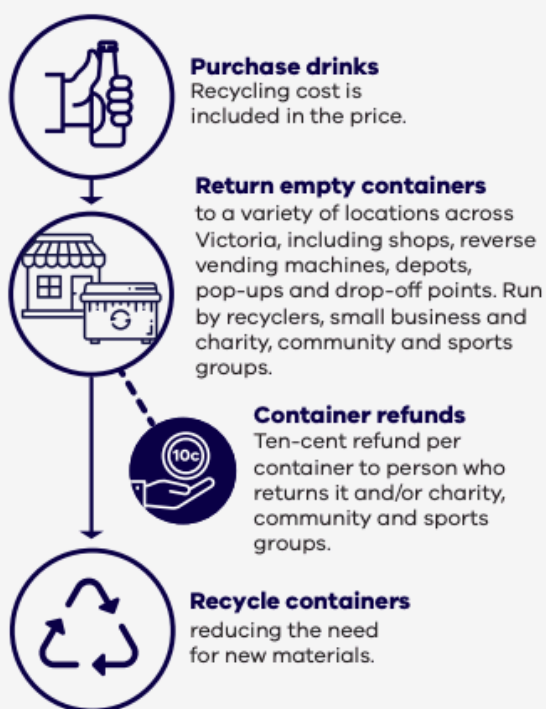 Purchase drinks
Recycling cost is
included in the price.
Return empty containers
to a variety of locations across
Victoria, including shops, reverse
vending machines, depots,
pop-ups and drop-off points. Run
by recyclers, small business and
charity, community and sports
groups.
10c
Container refunds
Ten-cent refund per
container to person who
returns it and/or charity,
community and sports
groups.
Recycle containers
reducing the need
for new materials.